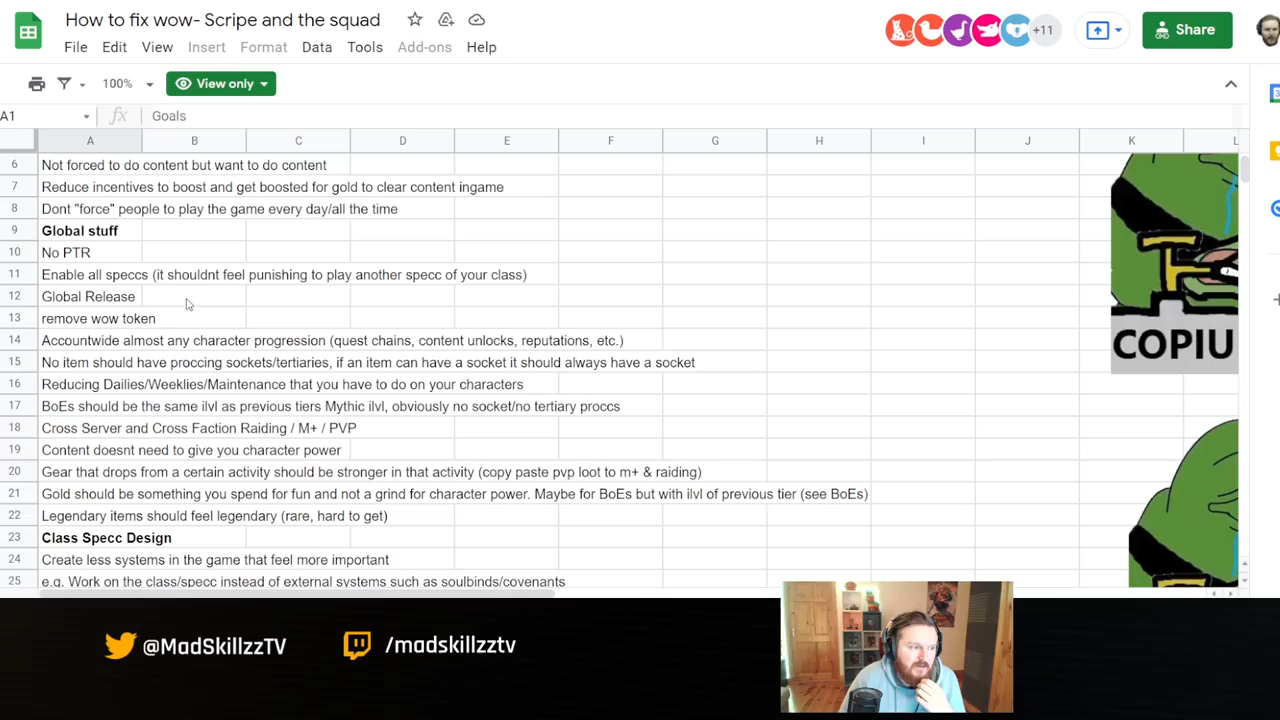 How to fix wow- Scripe and the squad
+11
Share
File Edit View Insert Format Data Tools Add-ons Help
100% View only
A1 fx Goals
A B C D E F G H I J K L
6 Not forced to do content but want to do content
7 Reduce incentives to boost and get boosted for gold to clear content ingame
8 Dont "force" people to play the game every day/all the time
9 Global stuff
10 No PTR
11 Enable all speccs (it shouldnt feel punishing to play another specc of your class)
12 Global Release
13 remove wow token
14 Accountwide almost any character progression (quest chains, content unlocks, reputations, etc.)
15 No item should have proccing sockets/tertiaries, if an item can have a socket it should always have a socket
16 Reducing Dailies/Weeklies/Maintenance that you have to do on your characters
17 BoEs should be the same ilvl as previous tiers Mythic ilvl, obviously no socket/no tertiary proccs
18 Cross Server and Cross Faction Raiding / M+ / PVP
19 Content doesnt need to give you character power
20 Gear that drops from a certain activity should be stronger in that activity (copy paste pvp loot to m+ & raiding)
21 Gold should be something you spend for fun and not a grind for character power. Maybe for BoEs but with ilvl of previous tier (see BoEs)
22 Legendary items should feel legendary (rare, hard to get)
23 Class Specc Design
24 Create less systems in the game that feel more important
25 e.g. Work on the class/specc instead of external systems such as soulbinds/covenants
COPIU
@MadSkillzzTV /madskillzztv